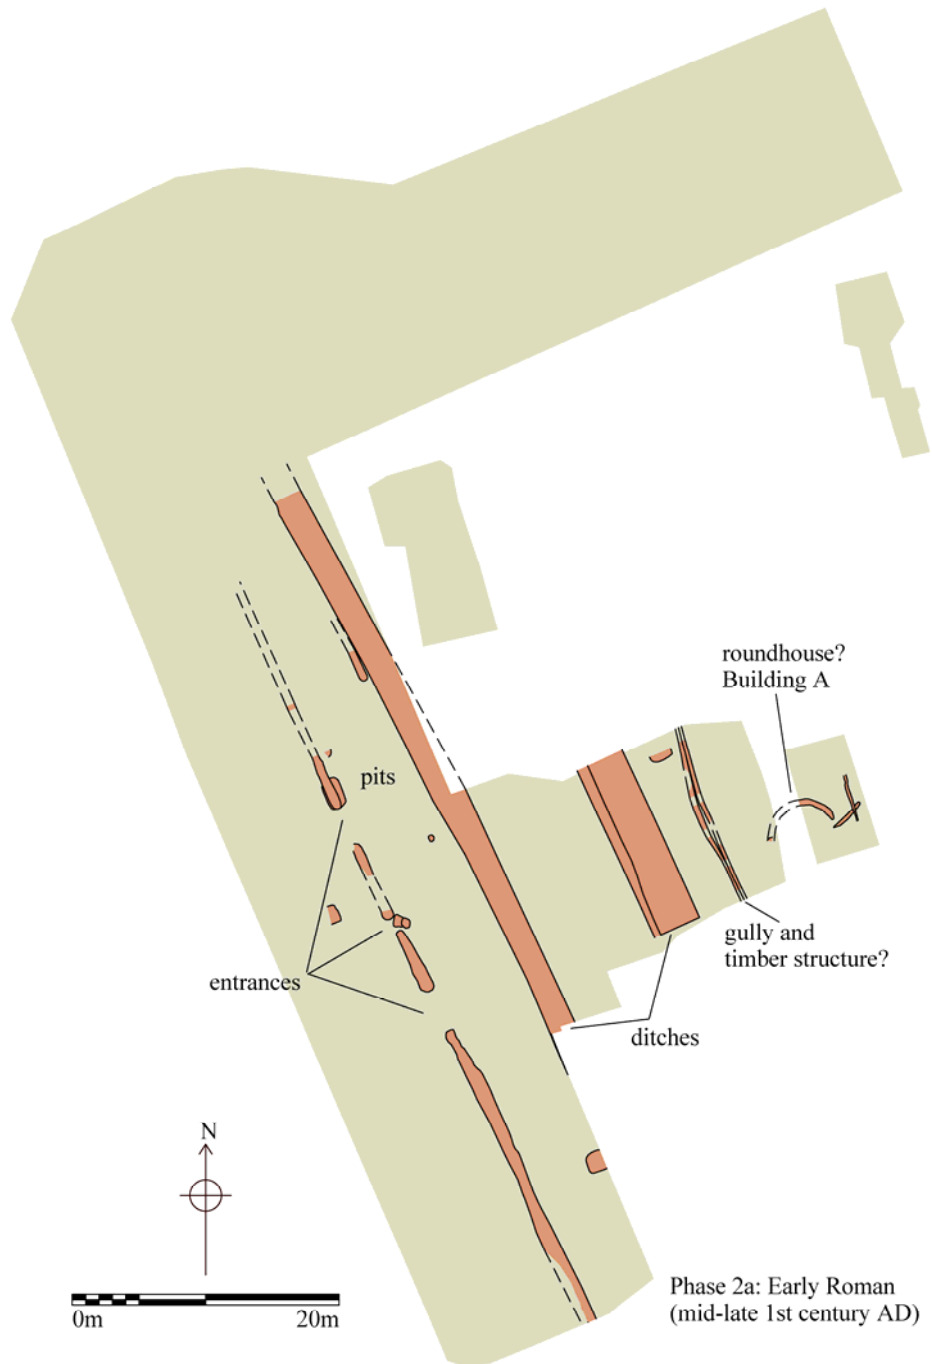 roundhouse?
Building A
pits
gully and
timber structure?
entrances
ditches
N
0m
20m
Phase 2a: Early Roman
(mid-late 1st century AD)